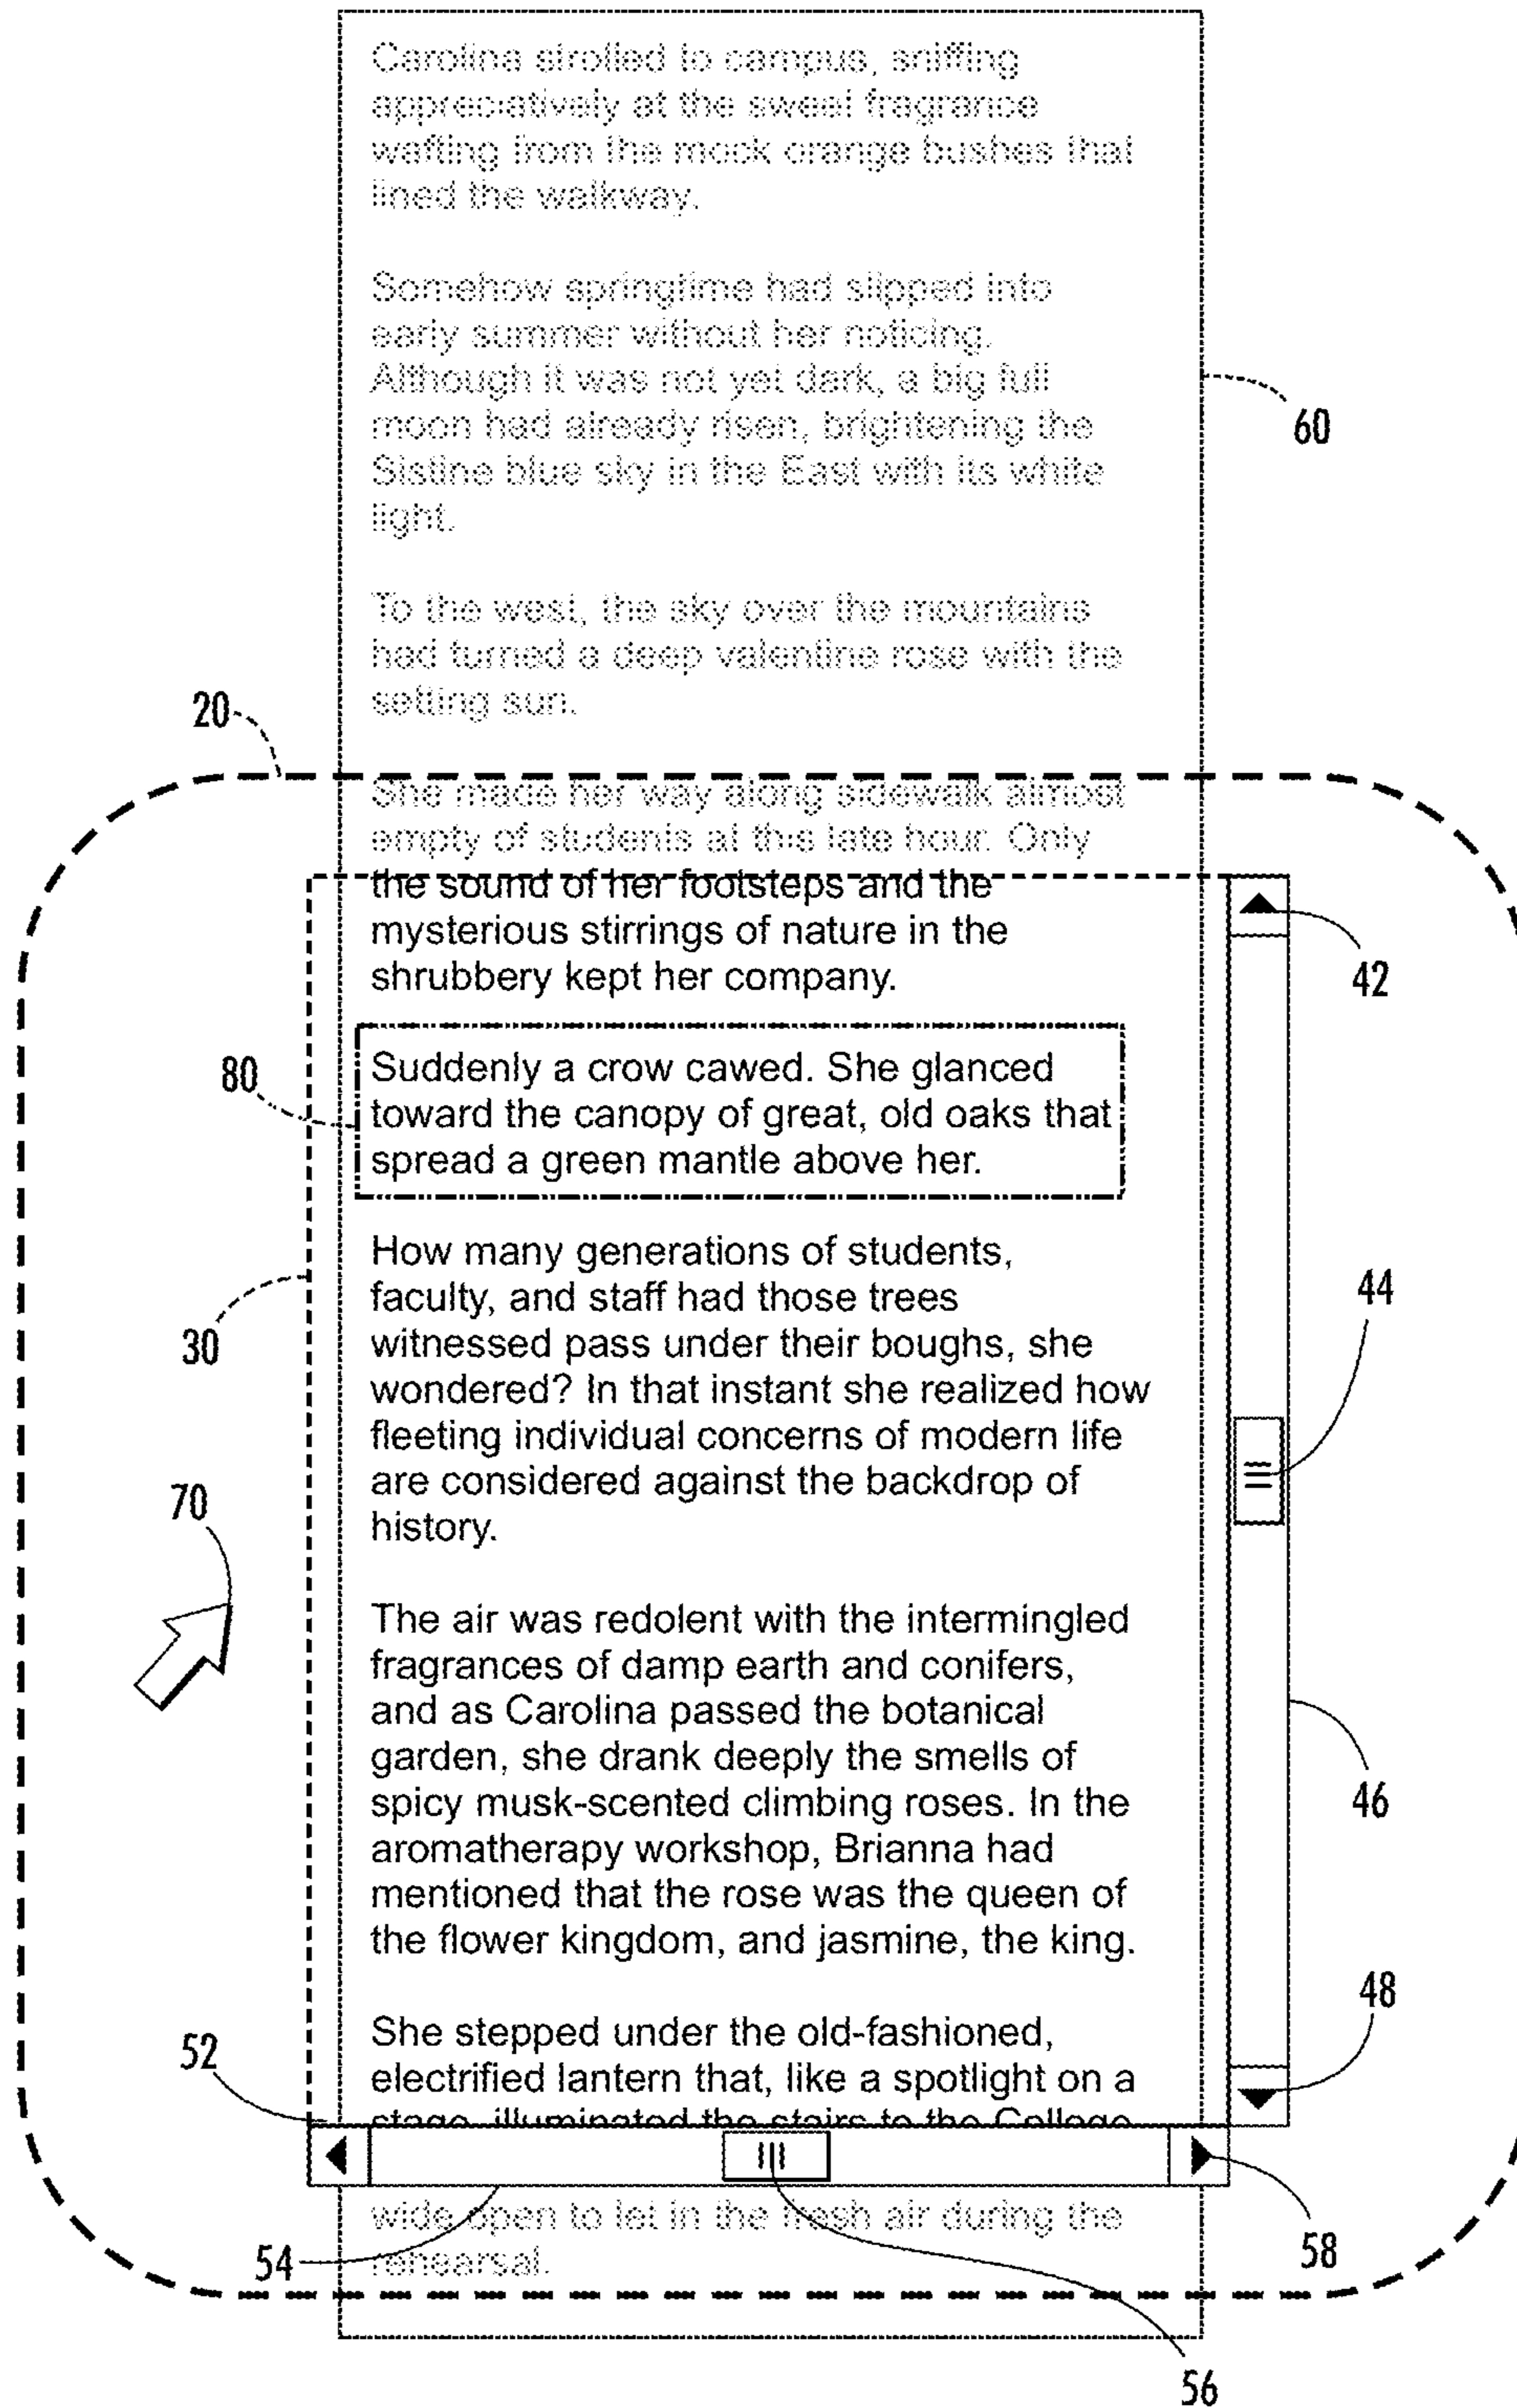 Carolina strolled to campus, sniffing
appreciatively at the sweet fragrance
wafting from the mock orange bushes that
lined the walkway.
Somehow springtime had slipped into
early summer without her noticing.
Although it was not yet dark, a big full
moon had already risen, brightening the
60
Sistine blue sky in the East with its white
light.
To the west, the sky over the mountains
had turned a deep valentine rose with the
setting sun.
20
She made her way along sidewalk almost
empty of students at this late hour. Only
the sound of her footsteps and the
mysterious stirrings of nature in the
shrubbery kept her company.
42
80
Suddenly a crow cawed. She glanced
toward the canopy of great, old oaks that
spread a green mantle above her.
How many generations of students,
faculty, and staff had those trees
44
30
witnessed pass under their boughs, she
wondered? In that instant she realized how
fleeting individual concerns of modern life
are considered against the backdrop of
70
history.
The air was redolent with the intermingled
fragrances of damp earth and conifers,
and as Carolina passed the botanical
garden, she drank deeply the smells of
spicy musk-scented climbing roses. In the
46
aromatherapy workshop, Brianna had
mentioned that the rose was the queen of
the flower kingdom, and jasmine, the king.
48
She stepped under the old-fashioned,
52
electrified lantern that, like a spotlight on a
stage, illuminated the stairs to the College
wide open to let in the fresh air during the
58
54
rehearsal.
56